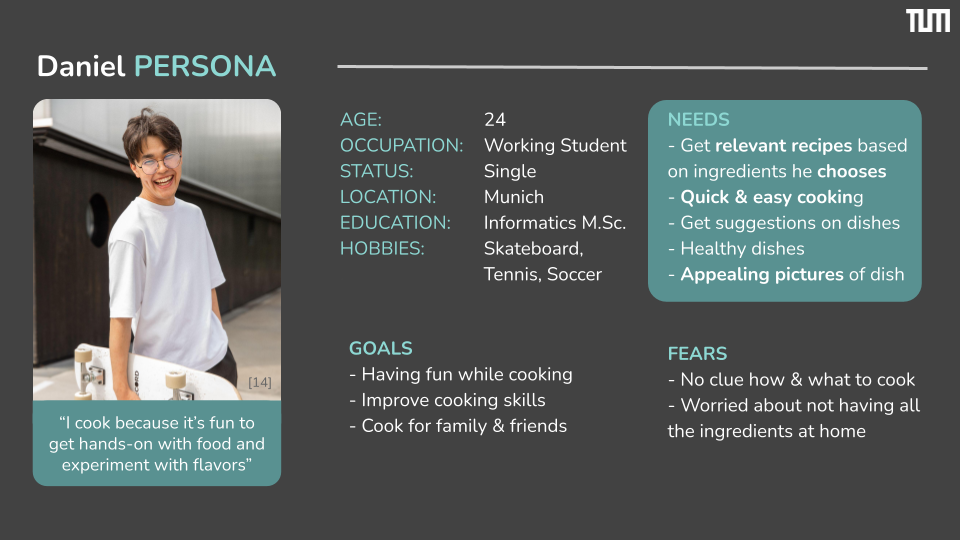 TUM
Daniel PERSONA
[14]
“I cook because it’s fun to
get hands-on with food and
experiment with flavors”
AGE: 24
OCCUPATION: Working Student
STATUS: Single
LOCATION: Munich
EDUCATION: Informatics M.Sc.
HOBBIES: Skateboard,
Tennis, Soccer
NEEDS
- Get relevant recipes based
on ingredients he chooses
- Quick & easy cooking
- Get suggestions on dishes
- Healthy dishes
- Appealing pictures of dish
GOALS
- Having fun while cooking
- Improve cooking skills
- Cook for family & friends
FEARS
- No clue how & what to cook
- Worried about not having all
the ingredients at home